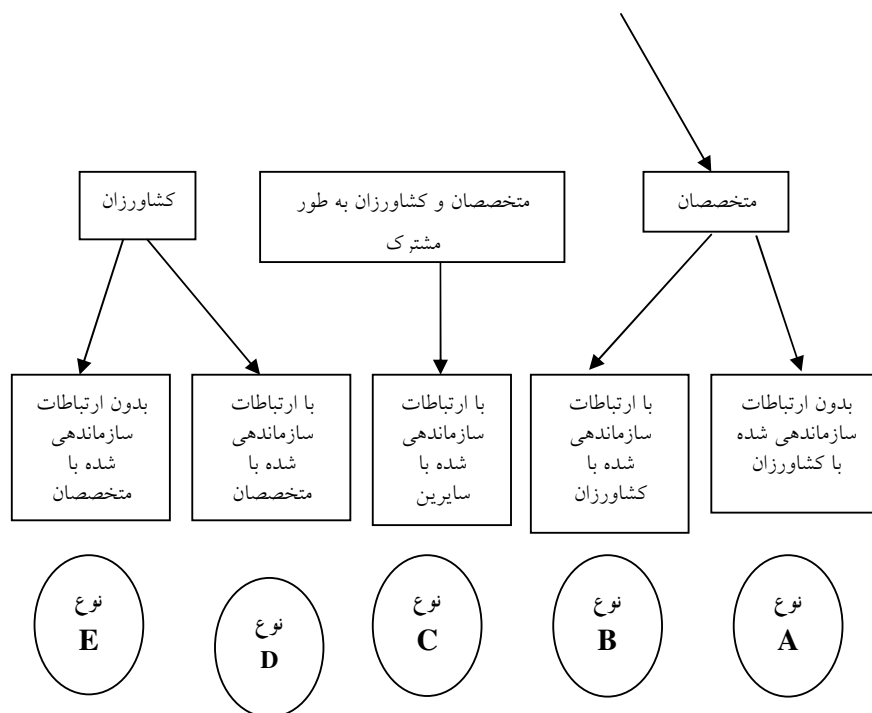 متخصصان
متخصصان و کشاورزان به طور
مشترک
کشاورزان
بدون ارتباطات
سازماندهی شده
با کشاورزان
با ارتباطات
سازماندهی
شده با
کشاورزان
با ارتباطات
سازماندهی
شده با
سایرین
با ارتباطات
سازماندهی
شده با
متخصصان
بدون ارتباطات
سازماندهی
شده با
متخصصان
نوع
A
نوع
B
نوع
C
نوع
D
نوع
E